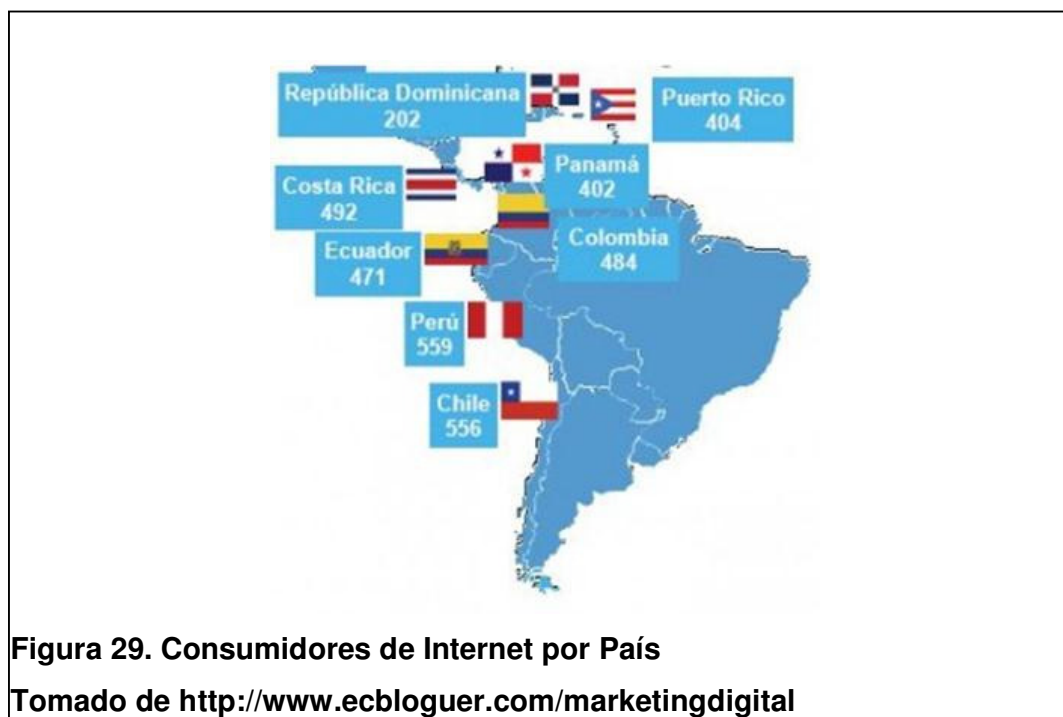 República Dominicana
202
Puerto Rico
404
Panamá
402
Costa Rica
492
Colombia
484
Ecuador
471
Perú
559
Chile
556
Figura 29. Consumidores de Internet por País
Tomado de http://www.ecbloguer.com/marketingdigital